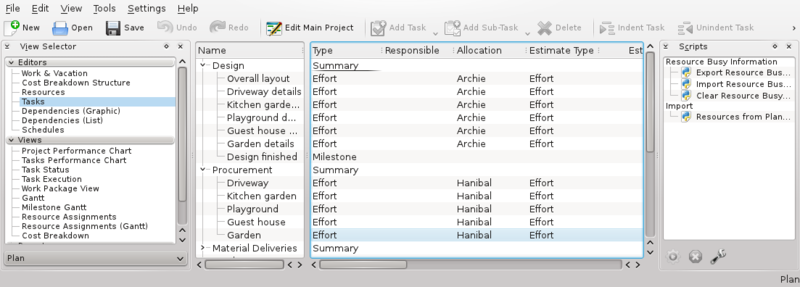 File Edit View Tools Settings Help
New Open Save Undo Redo Edit Main Project Add Task Add Sub-Task Delete Indent Task Unindent Task
View Selector
Editors
Work & Vacation
Cost Breakdown Structure
Resources
Tasks
Dependencies (Graphic)
Dependencies (List)
Schedules
Views
Project Performance Chart
Tasks Performance Chart
Task Status
Task Execution
Work Package View
Gantt
Milestone Gantt
Resource Assignments
Resource Assignments (Gantt)
Cost Breakdown
Plan
Name Type Responsible Allocation Estimate Type Est
Design Summary
Overall layout Effort Archie Effort
Driveway details Effort Archie Effort
Kitchen garde... Effort Archie Effort
Playground d... Effort Archie Effort
Guest house ... Effort Archie Effort
Garden details Effort Archie Effort
Design finished Milestone
Procurement Summary
Driveway Effort Hanibal Effort
Kitchen garden Effort Hanibal Effort
Playground Effort Hanibal Effort
Guest house Effort Hanibal Effort
Garden Effort Hanibal Effort
Material Deliveries Summary
Scripts
Resource Busy Information
Export Resource Bus...
Import Resource Bus...
Clear Resource Busy...
Import
Resources from Plan...
Plan